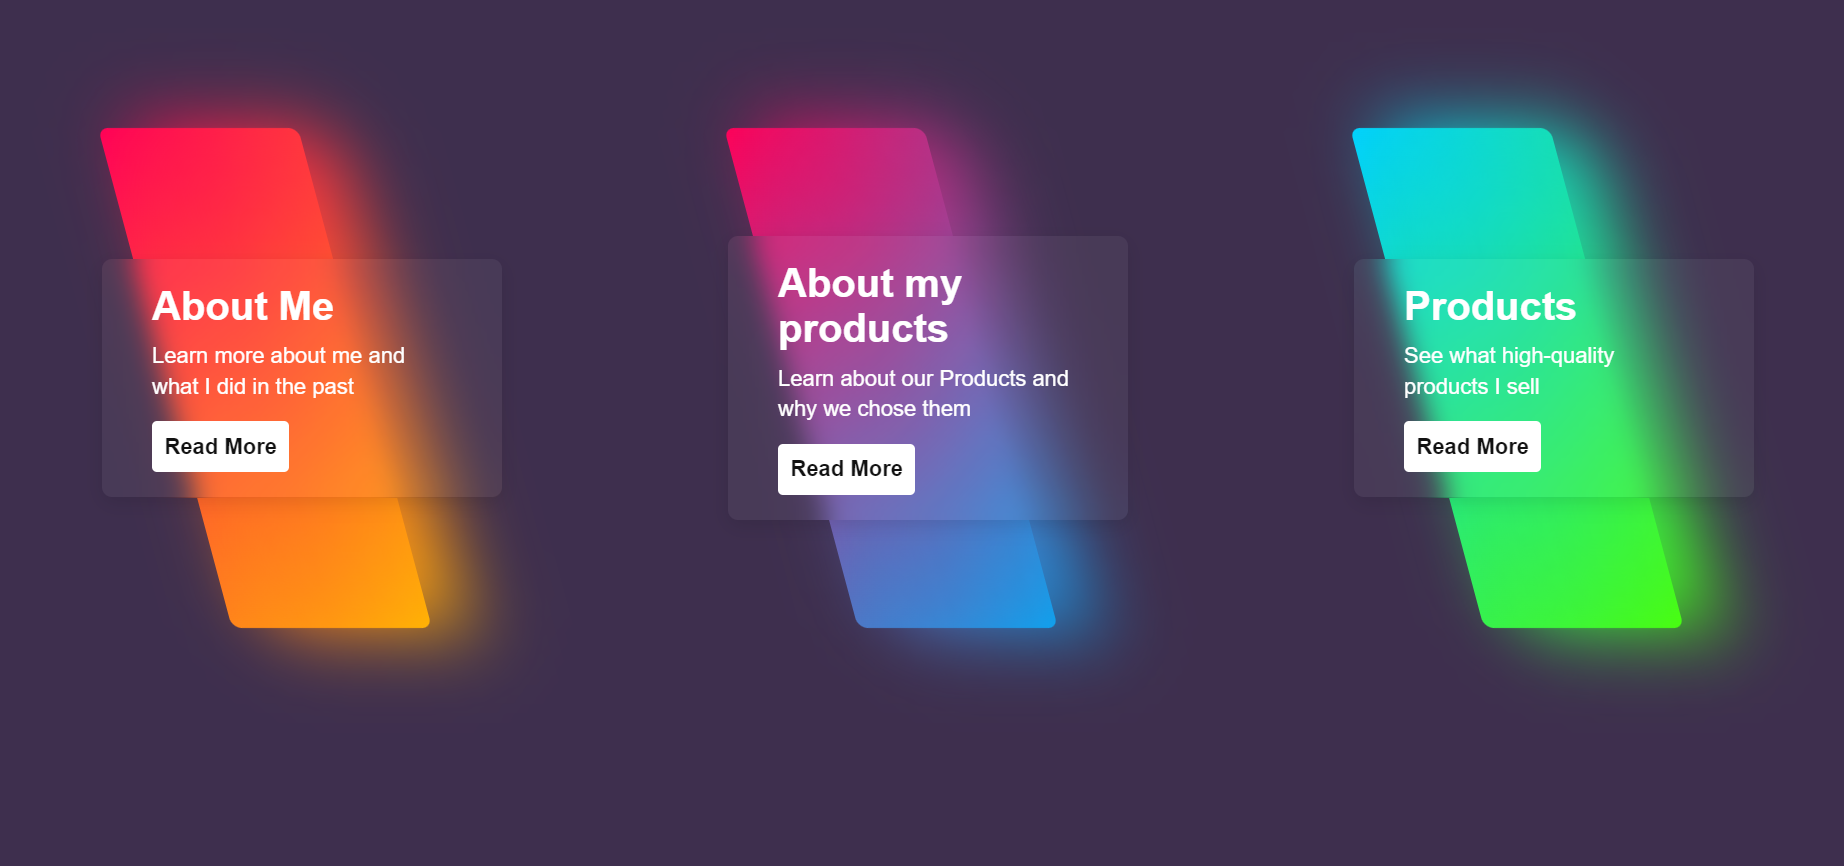 About Me
Learn more about me and
what I did in the past
Read More
About my
products
Learn about our Products and
why we chose them
Read More
Products
See what high-quality
products I sell
Read More